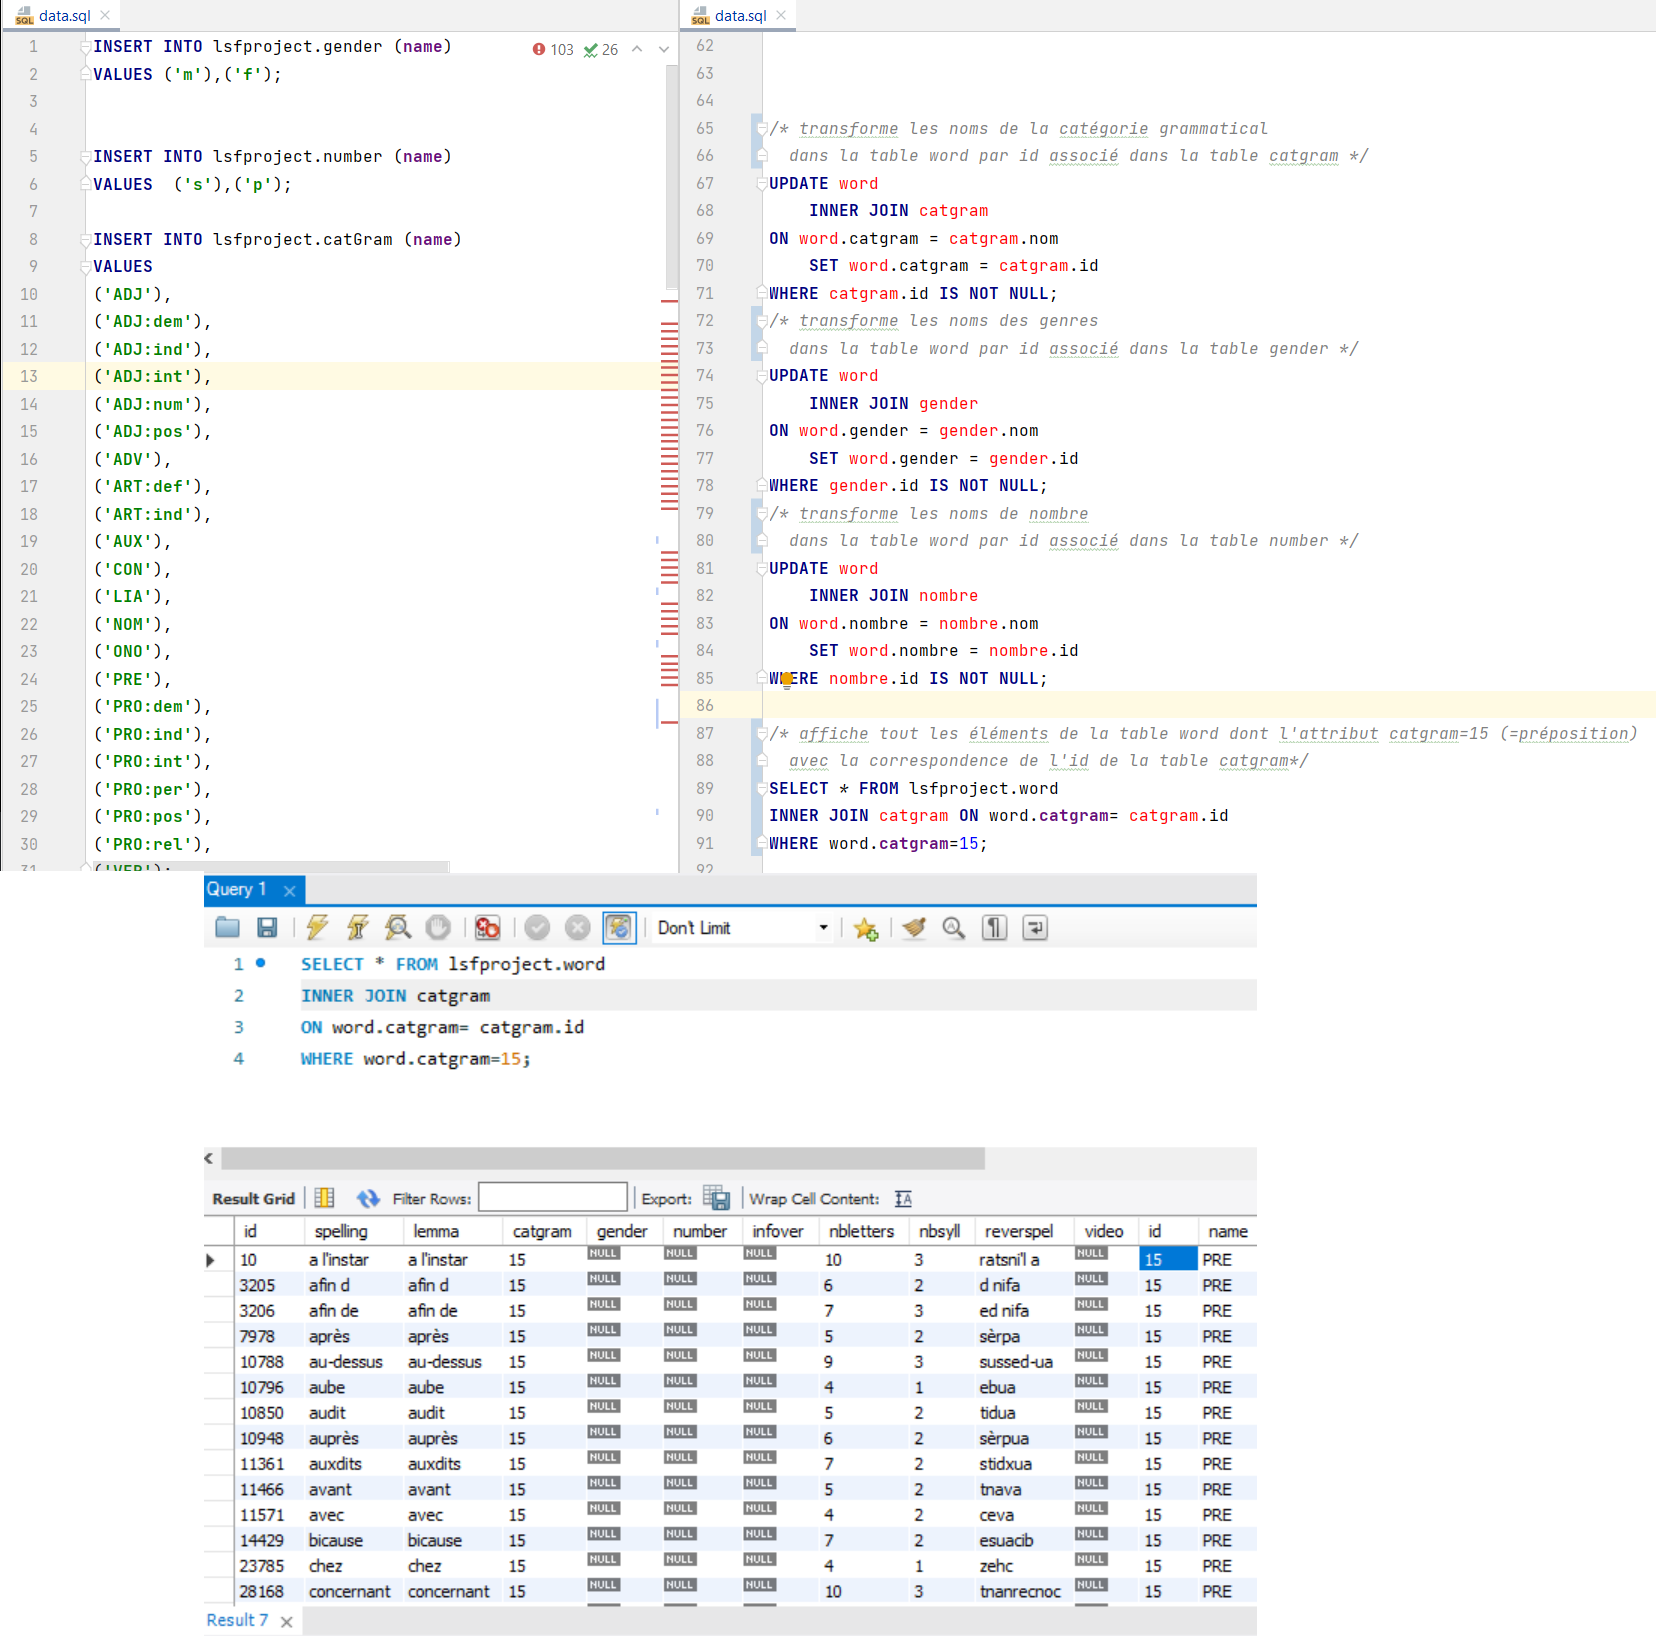 data.sql
103 26
1 INSERT INTO lsfproject.gender (name)
2 VALUES ('m'),('f');
3
4
5 INSERT INTO lsfproject.number (name)
6 VALUES  ('s'),('p');
7
8 INSERT INTO lsfproject.catGram (name)
9 VALUES
10 ('ADJ'),
11 ('ADJ:dem'),
12 ('ADJ:ind'),
13 ('ADJ:int'),
14 ('ADJ:num'),
15 ('ADJ:pos'),
16 ('ADV'),
17 ('ART:def'),
18 ('ART:ind'),
19 ('AUX'),
20 ('CON'),
21 ('LIA'),
22 ('NOM'),
23 ('ONO'),
24 ('PRE'),
25 ('PRO:dem'),
26 ('PRO:ind'),
27 ('PRO:int'),
28 ('PRO:per'),
29 ('PRO:pos'),
30 ('PRO:rel'),
31 ('VER');
data.sql
62
63
64
65 /* transforme les noms de la catégorie grammatical
66 dans la table word par id associé dans la table catgram */
67 UPDATE word
68 INNER JOIN catgram
69 ON word.catgram = catgram.nom
70 SET word.catgram = catgram.id
71 WHERE catgram.id IS NOT NULL;
72 /* transforme les noms des genres
73 dans la table word par id associé dans la table gender */
74 UPDATE word
75 INNER JOIN gender
76 ON word.gender = gender.nom
77 SET word.gender = gender.id
78 WHERE gender.id IS NOT NULL;
79 /* transforme les noms de nombre
80 dans la table word par id associé dans la table number */
81 UPDATE word
82 INNER JOIN nombre
83 ON word.nombre = nombre.nom
84 SET word.nombre = nombre.id
85 WHERE nombre.id IS NOT NULL;
86
87 /* affiche tout les éléments de la table word dont l'attribut catgram=15 (=préposition)
88 avec la correspondence de l'id de la table catgram*/
89 SELECT * FROM lsfproject.word
90 INNER JOIN catgram ON word.catgram= catgram.id
91 WHERE word.catgram=15;
92
Query 1
Don't Limit
1 SELECT * FROM lsfproject.word
2 INNER JOIN catgram
3 ON word.catgram= catgram.id
4 WHERE word.catgram=15;
Result Grid Filter Rows: Export: Wrap Cell Content:
id spelling lemma catgram gender number infover nbletters nbsyll reverspel video id name
10 a l'instar a l'instar 15 NULL NULL NULL 10 3 ratsni'l a NULL 15 PRE
3205 afin d afin d 15 NULL NULL NULL 6 2 d nifa NULL 15 PRE
3206 afin de afin de 15 NULL NULL NULL 7 3 ed nifa NULL 15 PRE
7978 après après 15 NULL NULL NULL 5 2 sèrpa NULL 15 PRE
10788 au-dessus au-dessus 15 NULL NULL NULL 9 3 sussed-ua NULL 15 PRE
10796 aube aube 15 NULL NULL NULL 4 1 ebua NULL 15 PRE
10850 audit audit 15 NULL NULL NULL 5 2 tidua NULL 15 PRE
10948 auprès auprès 15 NULL NULL NULL 6 2 sèrpua NULL 15 PRE
11361 auxdits auxdits 15 NULL NULL NULL 7 2 stidxua NULL 15 PRE
11466 avant avant 15 NULL NULL NULL 5 2 tnava NULL 15 PRE
11571 avec avec 15 NULL NULL NULL 4 2 ceva NULL 15 PRE
14429 bicause bicause 15 NULL NULL NULL 7 2 esuacib NULL 15 PRE
23785 chez chez 15 NULL NULL NULL 4 1 zehc NULL 15 PRE
28168 concernant concernant 15 NULL NULL NULL 10 3 tnanrecnoc NULL 15 PRE
Result 7